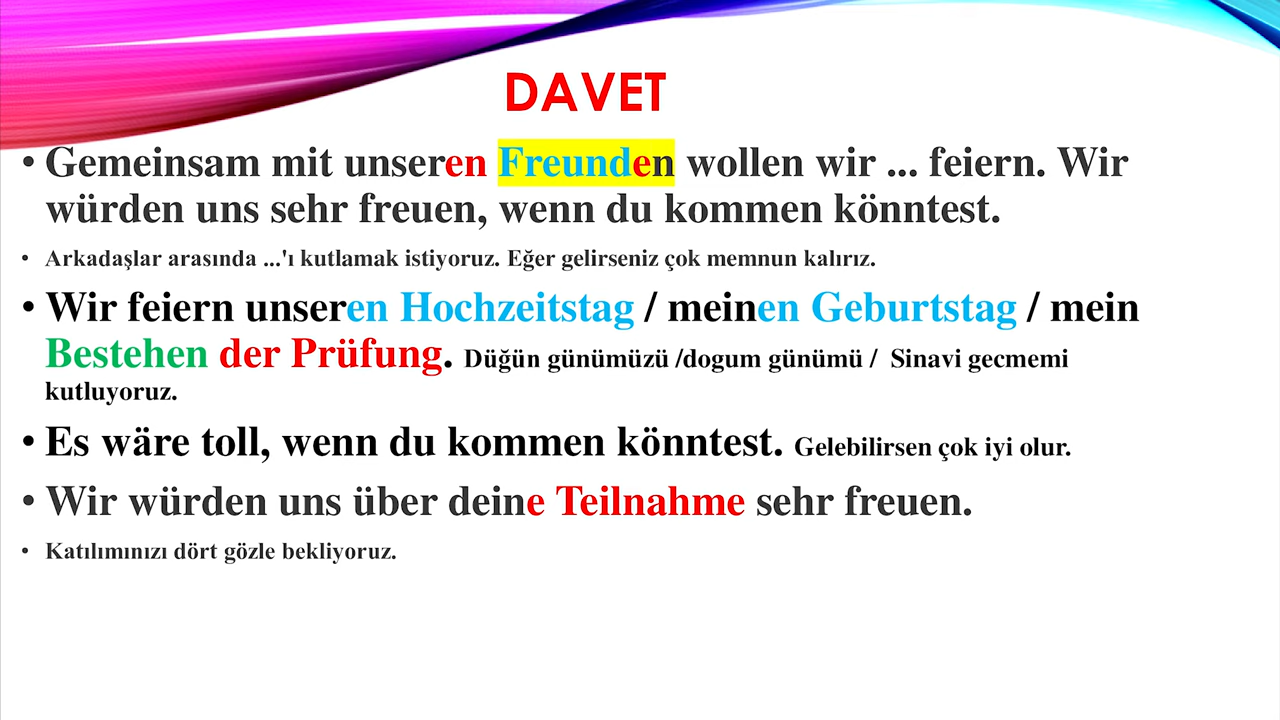 DAVET
• Gemeinsam mit unseren Freunden wollen wir ... feiern. Wir
würden uns sehr freuen, wenn du kommen könntest.
• Arkadaşlar arasında ...'ı kutlamak istiyoruz. Eğer gelirseniz çok memnun kalırız.
• Wir feiern unseren Hochzeitstag / meinen Geburtstag / mein
Bestehen der Prüfung. Düğün günümüzü /dogum günümü / Sinavi gecmemi
kutluyoruz.
• Es wäre toll, wenn du kommen könntest. Gelebilirsen çok iyi olur.
• Wir würden uns über deine Teilnahme sehr freuen.
• Katılımınızı dört gözle bekliyoruz.